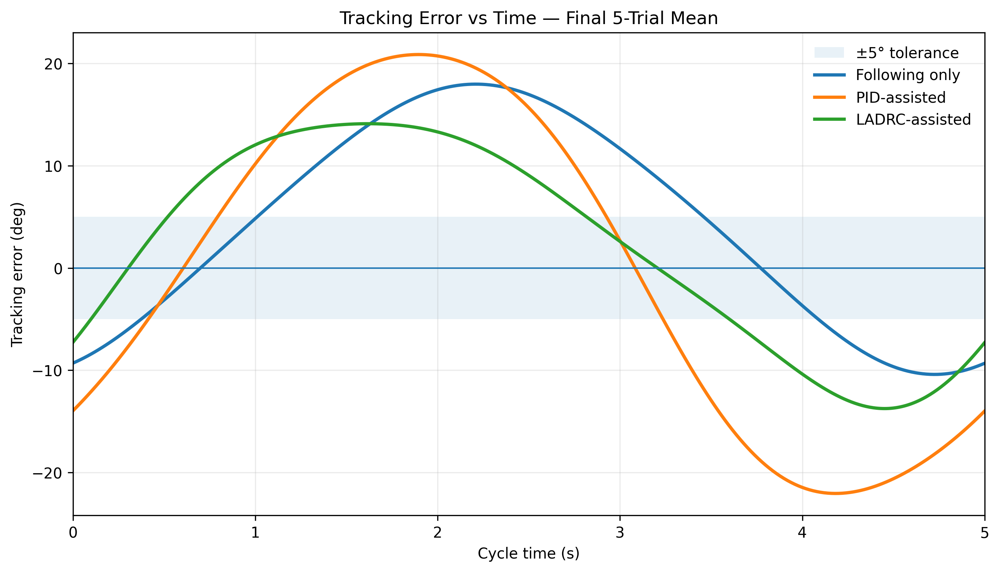 Tracking Error vs Time — Final 5-Trial Mean
±5° tolerance
Following only
PID-assisted
LADRC-assisted
Tracking error (deg)
20
10
0
−10
−20
0 1 2 3 4 5
Cycle time (s)